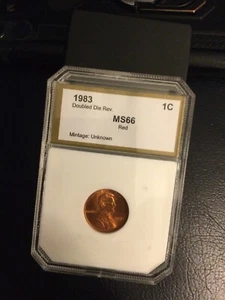 1983 1C
Doubled Die Rev.
MS66
Red
Mintage: Unknown